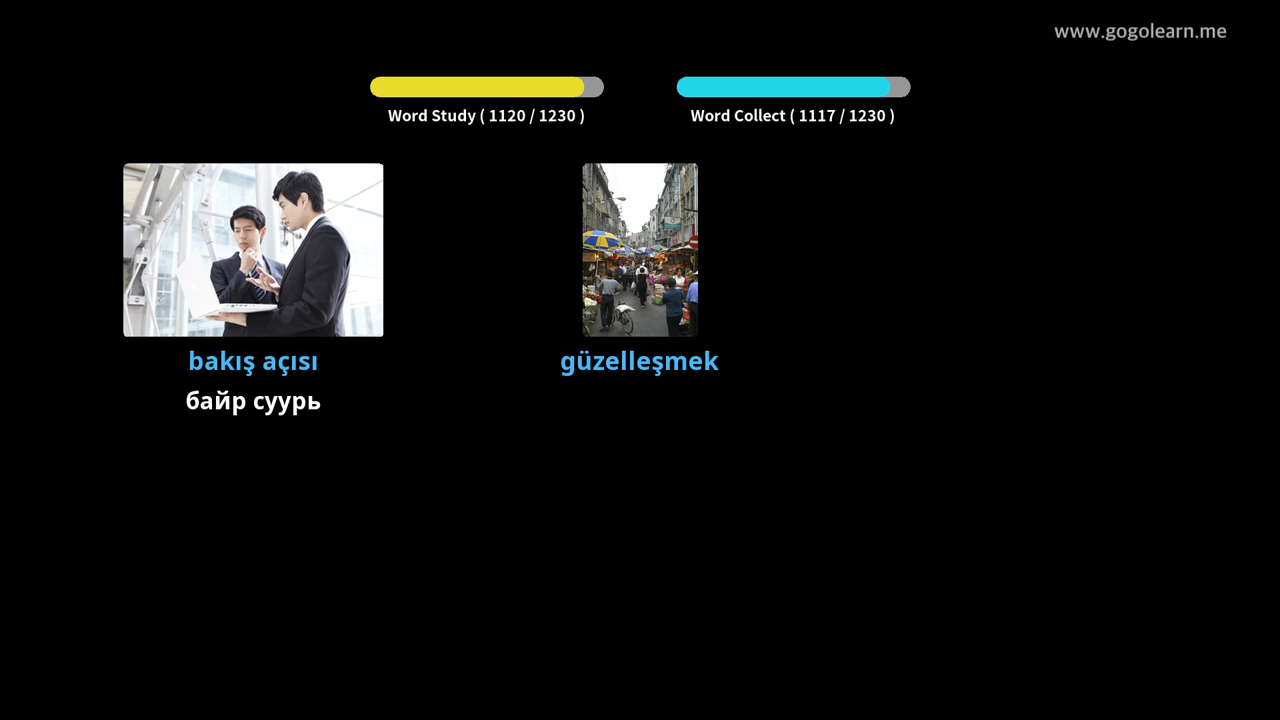 www.gogolearn.me
Word Study ( 1120 / 1230 )
Word Collect ( 1117 / 1230 )
bakış açısı
güzelleşmek
байр суурь